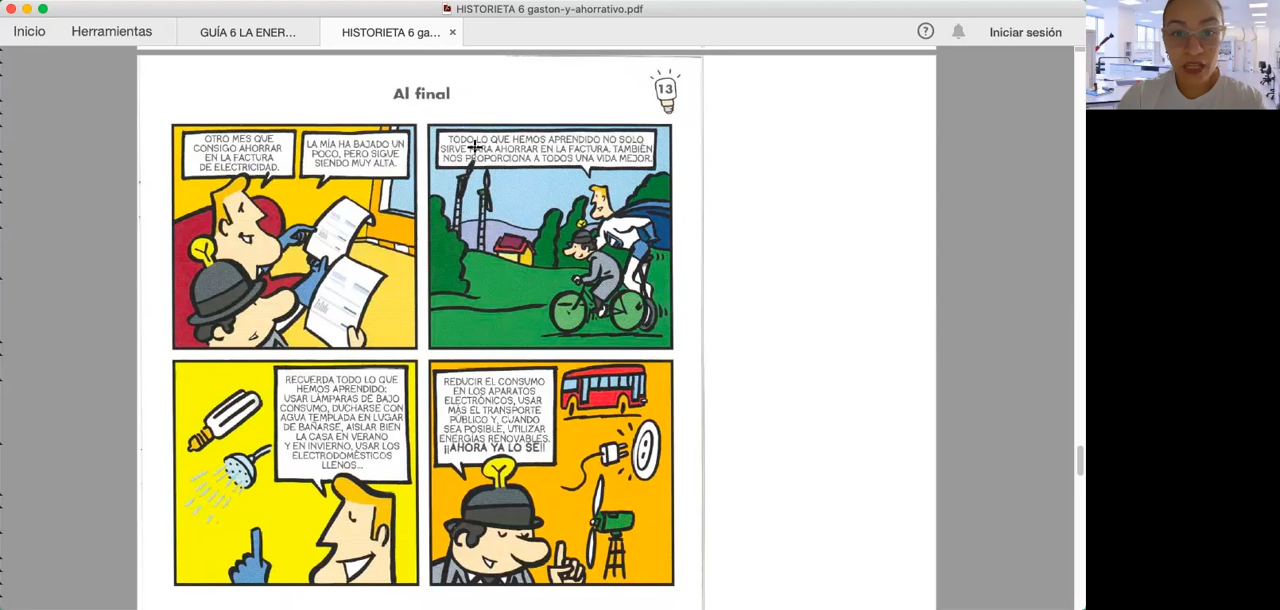 HISTORIETA 6 gaston-y-ahorrativo.pdf
Inicio
Herramientas
GUÍA 6 LA ENER...
HISTORIETA 6 ga...
Iniciar sesión
Al final
13
OTRO MES QUE
CONSIGO AHORRAR
EN LA FACTURA
DE ELECTRICIDAD.
LA MÍA HA BAJADO UN
POCO, PERO SIGUE
SIENDO MUY ALTA.
TODO LO QUE HEMOS APRENDIDO NO SOLO
SIRVE PARA AHORRAR EN LA FACTURA. TAMBIÉN
NOS PROPORCIONA A TODOS UNA VIDA MEJOR.
RECUERDA TODO LO QUE
HEMOS APRENDIDO:
USAR LÁMPARAS DE BAJO
CONSUMO, DUCHARSE CON
AGUA TEMPLADA EN LUGAR
DE BAÑARSE, AISLAR BIEN
LA CASA EN VERANO
Y EN INVIERNO, USAR LOS
ELECTRODOMÉSTICOS
LLENOS...
REDUCIR EL CONSUMO
EN LOS APARATOS
ELECTRÓNICOS, USAR
MÁS EL TRANSPORTE
PÚBLICO Y, CUANDO
SEA POSIBLE, UTILIZAR
ENERGÍAS RENOVABLES.
¡¡AHORA YA LO SÉ!!